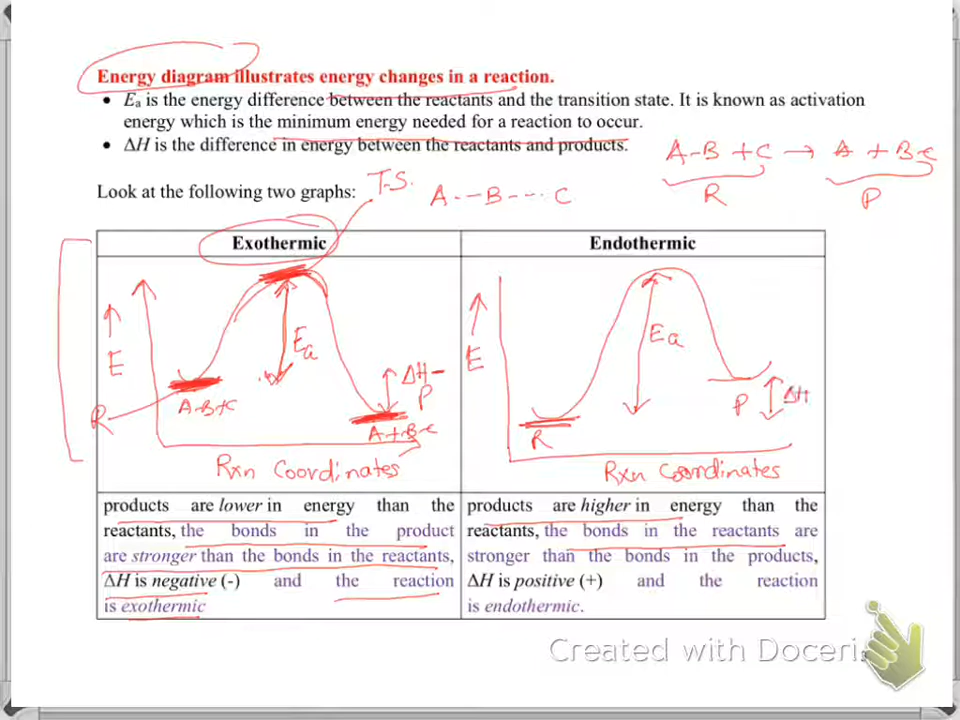 Energy diagram illustrates energy changes in a reaction.
• Ea is the energy difference between the reactants and the transition state. It is known as activation
energy which is the minimum energy needed for a reaction to occur.
• ΔH is the difference in energy between the reactants and products.
A-B + C → A + B-C
R P
Look at the following two graphs:
T.S.
A---B---C
Exothermic Endothermic
E
Ea
ΔH-
R
A-B+C
P
A+B-C
Rxn Coordinates
E
Ea
R
P
ΔH
Rxn Coordinates
products are lower in energy than the
reactants, the bonds in the product
are stronger than the bonds in the reactants,
ΔH is negative (-) and the reaction
is exothermic
products are higher in energy than the
reactants, the bonds in the reactants are
stronger than the bonds in the products,
ΔH is positive (+) and the reaction
is endothermic.
Created with Doceri